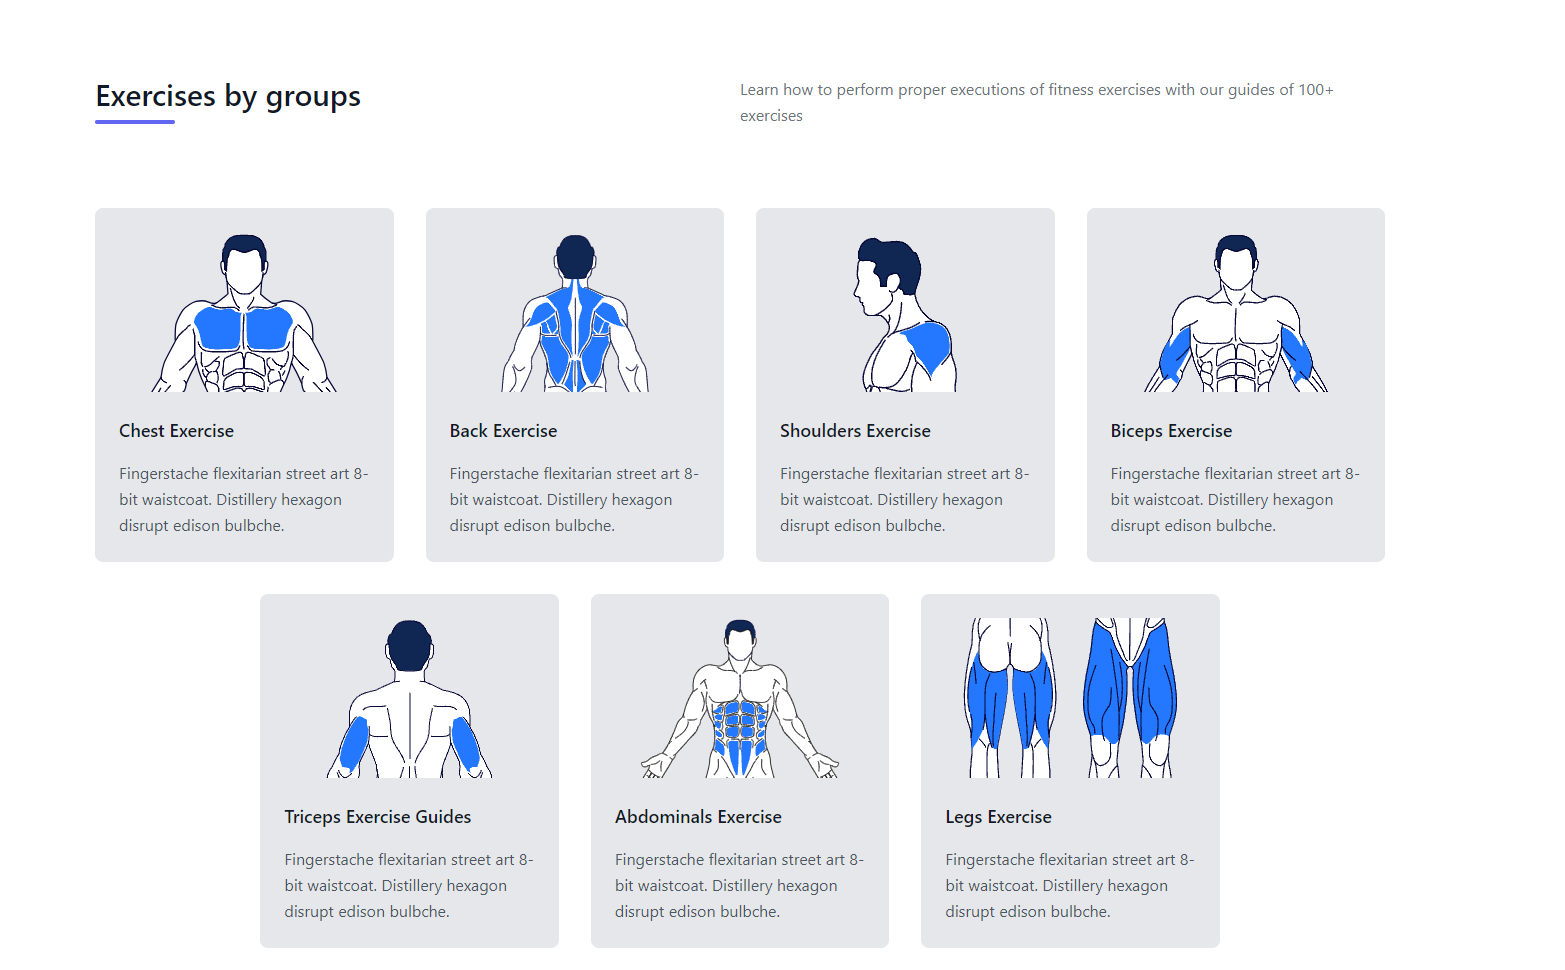 Exercises by groups
Learn how to perform proper executions of fitness exercises with our guides of 100+
exercises
Chest Exercise
Fingerstache flexitarian street art 8-
bit waistcoat. Distillery hexagon
disrupt edison bulbche.
Back Exercise
Fingerstache flexitarian street art 8-
bit waistcoat. Distillery hexagon
disrupt edison bulbche.
Shoulders Exercise
Fingerstache flexitarian street art 8-
bit waistcoat. Distillery hexagon
disrupt edison bulbche.
Biceps Exercise
Fingerstache flexitarian street art 8-
bit waistcoat. Distillery hexagon
disrupt edison bulbche.
Triceps Exercise Guides
Fingerstache flexitarian street art 8-
bit waistcoat. Distillery hexagon
disrupt edison bulbche.
Abdominals Exercise
Fingerstache flexitarian street art 8-
bit waistcoat. Distillery hexagon
disrupt edison bulbche.
Legs Exercise
Fingerstache flexitarian street art 8-
bit waistcoat. Distillery hexagon
disrupt edison bulbche.